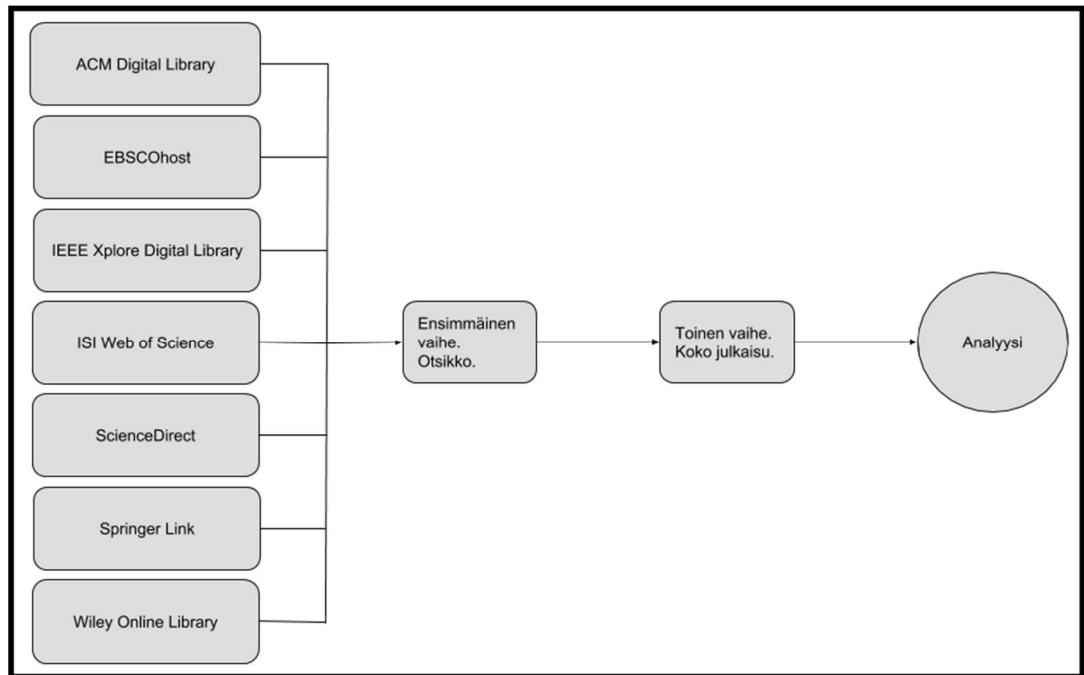 ACM Digital Library
EBSCOhost
IEEE Xplore Digital Library
ISI Web of Science
ScienceDirect
Springer Link
Wiley Online Library
Ensimmäinen
vaihe.
Otsikko.
Toinen vaihe.
Koko julkaisu.
Analyysi